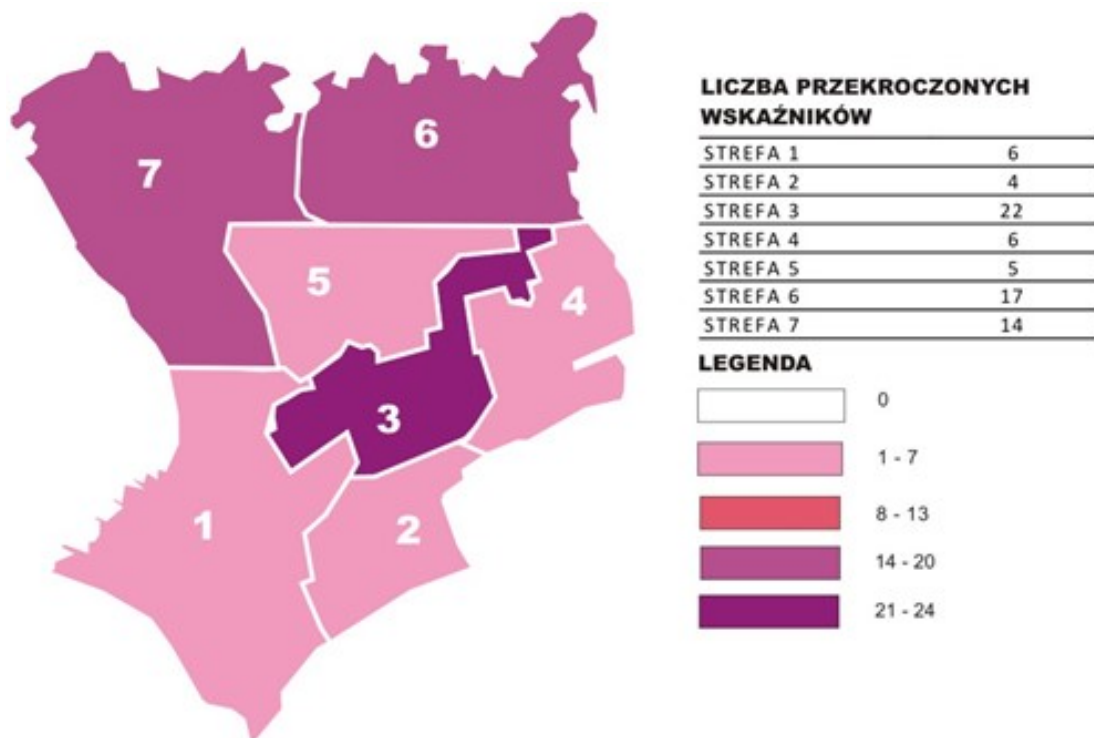 7
6
5
4
3
1
2
LICZBA PRZEKROCZONYCH
WSKAŹNIKÓW
STREFA 1 6
STREFA 2 4
STREFA 3 22
STREFA 4 6
STREFA 5 5
STREFA 6 17
STREFA 7 14
LEGENDA
0
1 - 7
8 - 13
14 - 20
21 - 24